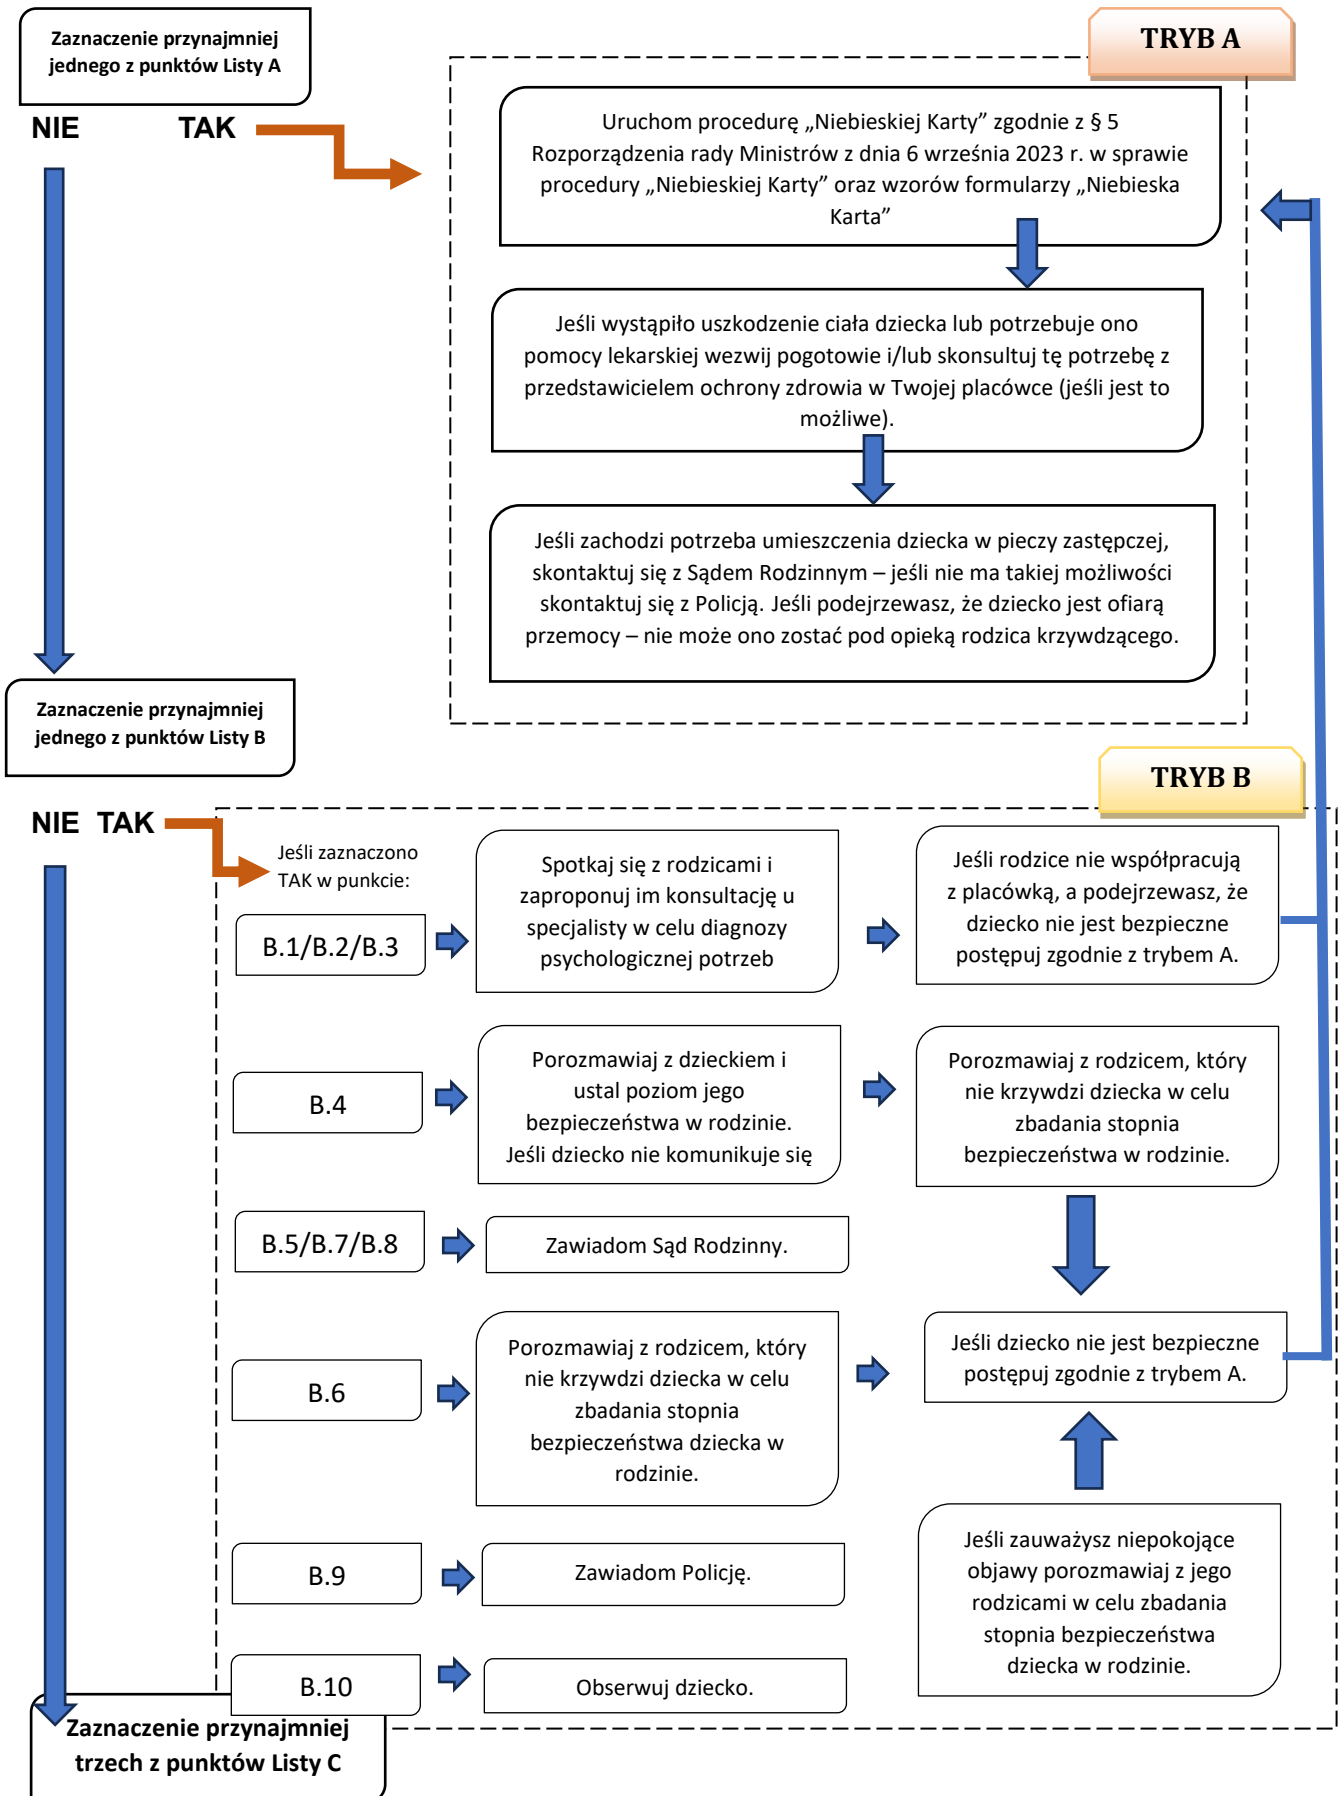 Zaznaczenie przynajmniej
jednego z punktów Listy A
NIE TAK
TRYB A
Uruchom procedurę „Niebieskiej Karty” zgodnie z § 5
Rozporządzenia rady Ministrów z dnia 6 września 2023 r. w sprawie
procedury „Niebieskiej Karty” oraz wzorów formularzy „Niebieska
Karta”
Jeśli wystąpiło uszkodzenie ciała dziecka lub potrzebuje ono
pomocy lekarskiej wezwij pogotowie i/lub skonsultuj tę potrzebę z
przedstawicielem ochrony zdrowia w Twojej placówce (jeśli jest to
możliwe).
Jeśli zachodzi potrzeba umieszczenia dziecka w pieczy zastępczej,
skontaktuj się z Sądem Rodzinnym – jeśli nie ma takiej możliwości
skontaktuj się z Policją. Jeśli podejrzewasz, że dziecko jest ofiarą
przemocy – nie może ono zostać pod opieką rodzica krzywdzącego.
Zaznaczenie przynajmniej
jednego z punktów Listy B
TRYB B
NIE TAK
Jeśli zaznaczono
TAK w punkcie:
B.1/B.2/B.3
Spotkaj się z rodzicami i
zaproponuj im konsultację u
specjalisty w celu diagnozy
psychologicznej potrzeb
Jeśli rodzice nie współpracują
z placówką, a podejrzewasz, że
dziecko nie jest bezpieczne
postępuj zgodnie z trybem A.
B.4
Porozmawiaj z dzieckiem i
ustal poziom jego
bezpieczeństwa w rodzinie.
Jeśli dziecko nie komunikuje się
Porozmawiaj z rodzicem, który
nie krzywdzi dziecka w celu
zbadania stopnia
bezpieczeństwa w rodzinie.
B.5/B.7/B.8
Zawiadom Sąd Rodzinny.
B.6
Porozmawiaj z rodzicem, który
nie krzywdzi dziecka w celu
zbadania stopnia
bezpieczeństwa dziecka w
rodzinie.
Jeśli dziecko nie jest bezpieczne
postępuj zgodnie z trybem A.
B.9
Zawiadom Policję.
Jeśli zauważysz niepokojące
objawy porozmawiaj z jego
rodzicami w celu zbadania
stopnia bezpieczeństwa
dziecka w rodzinie.
B.10
Obserwuj dziecko.
Zaznaczenie przynajmniej
trzech z punktów Listy C